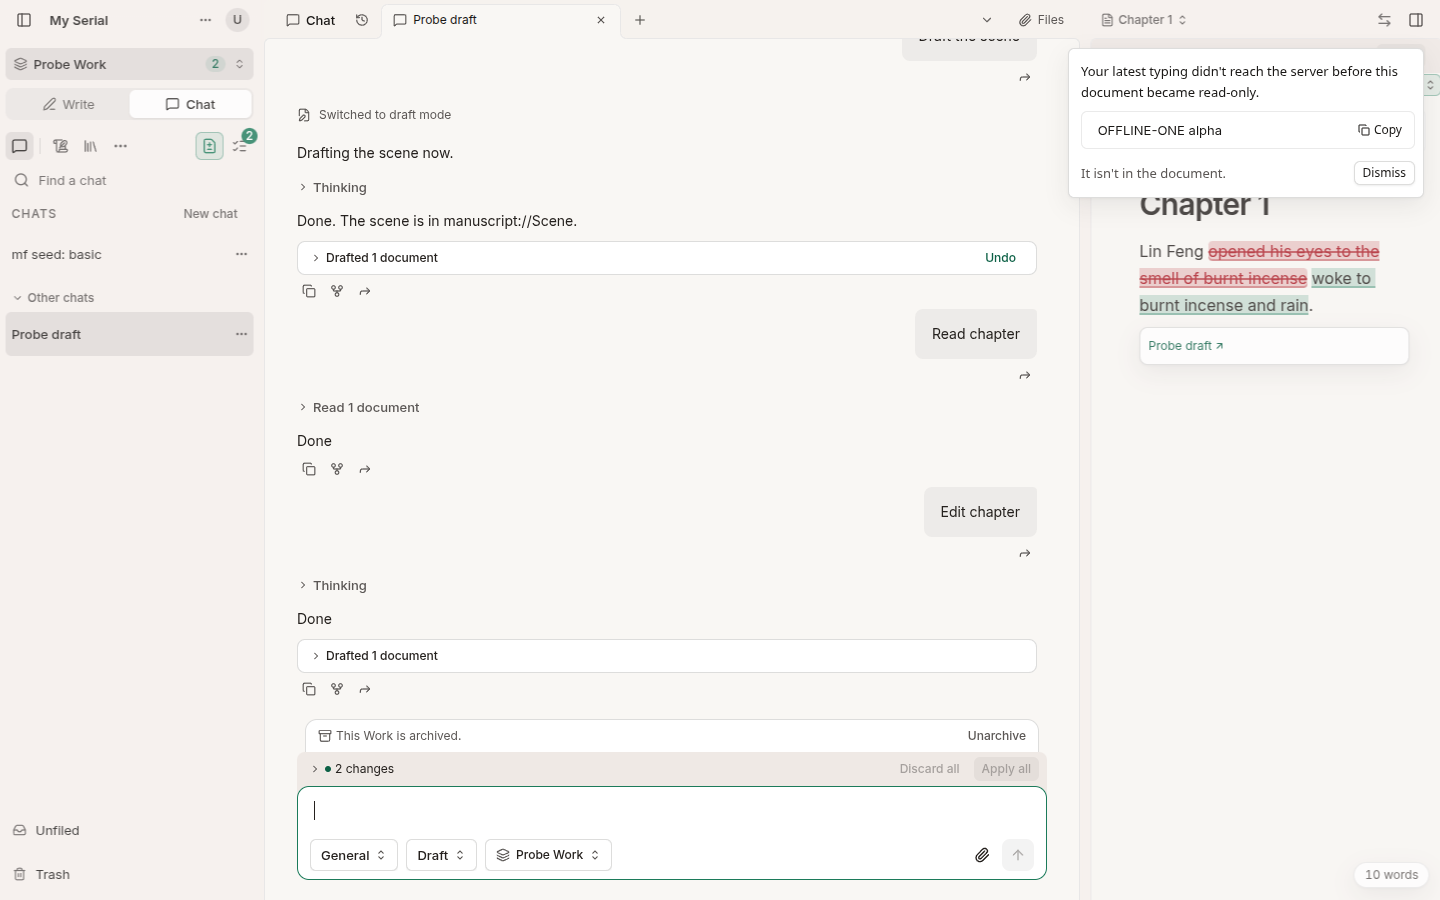 My Serial
U
Chat
Probe draft
Files
Chapter 1
Probe Work
2
Write
Chat
2
Find a chat
CHATS
New chat
mf seed: basic
Other chats
Probe draft
Unfiled
Trash
Draft the scene
Switched to draft mode
Drafting the scene now.
Thinking
Done. The scene is in manuscript://Scene.
Drafted 1 document
Undo
Read chapter
Read 1 document
Done
Edit chapter
Thinking
Done
Drafted 1 document
This Work is archived.
Unarchive
2 changes
Discard all
Apply all
General
Draft
Probe Work
Your latest typing didn't reach the server before this
document became read-only.
OFFLINE-ONE alpha
Copy
It isn't in the document.
Dismiss
Chapter 1
Lin Feng opened his eyes to the
smell of burnt incense woke to
burnt incense and rain.
Probe draft ↗
10 words